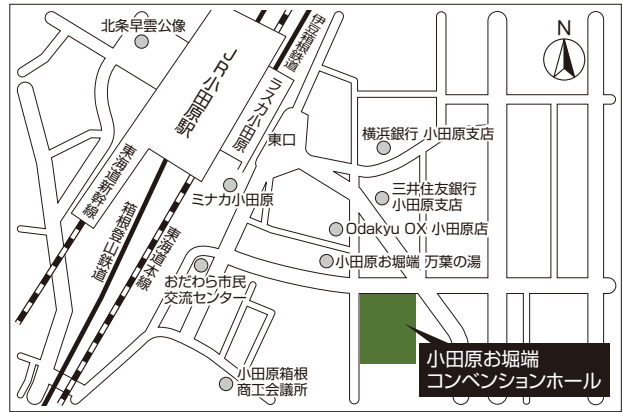 北条早雲公像
JR小田原駅
伊豆箱根鉄道
ラスカ小田原
N
東口
横浜銀行 小田原支店
ミナカ小田原
三井住友銀行
小田原支店
東海道新幹線
箱根登山鉄道
東海道本線
Odakyu OX 小田原店
小田原お堀端 万葉の湯
おだわら市民
交流センター
小田原箱根
商工会議所
小田原お堀端
コンベンションホール